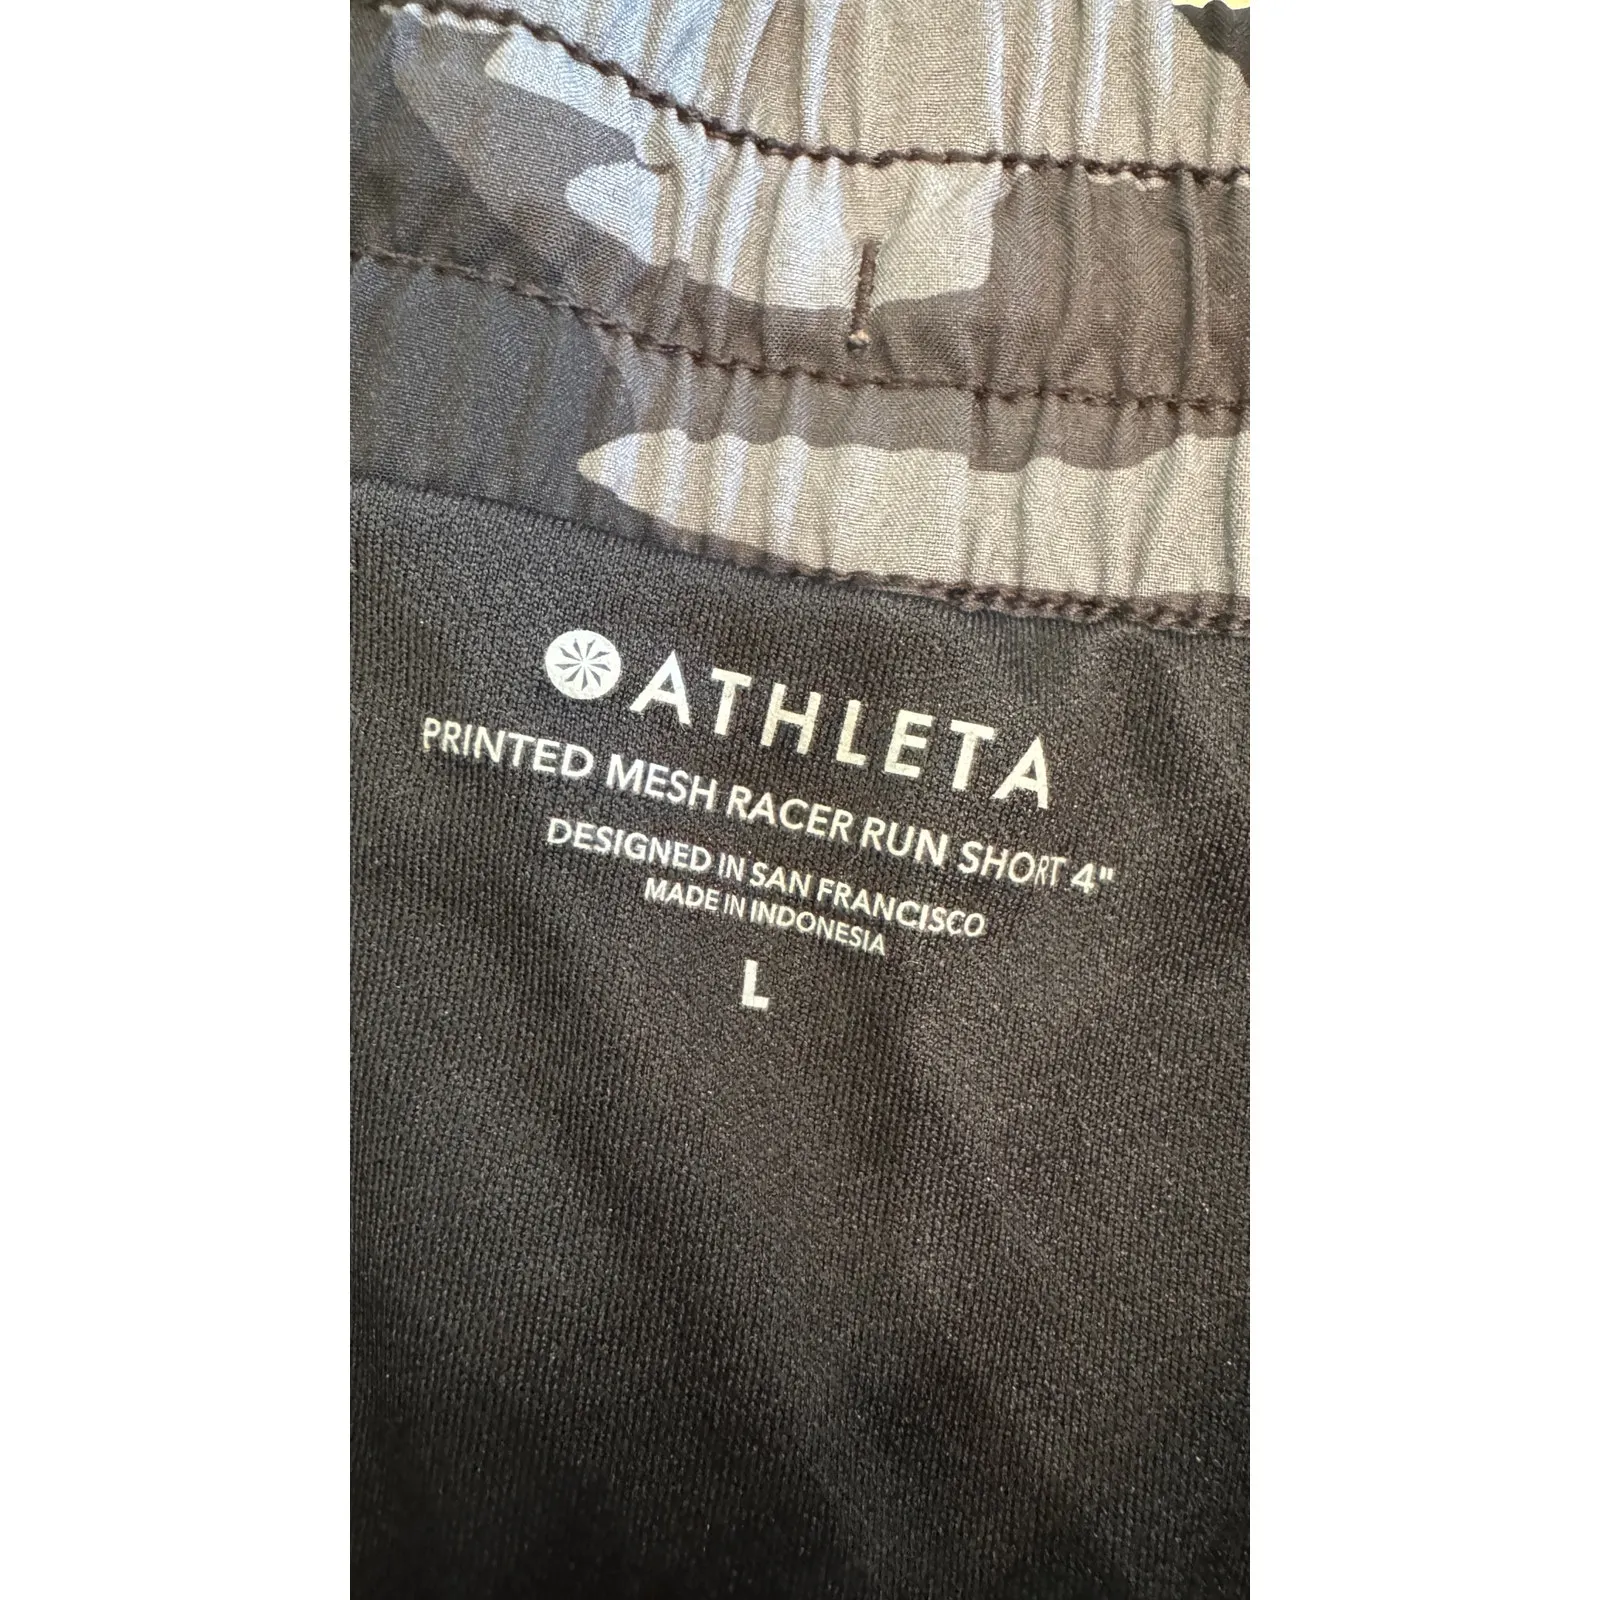 ATHLETA
PRINTED MESH RACER RUN SHORT 4"
DESIGNED IN SAN FRANCISCO
MADE IN INDONESIA
L